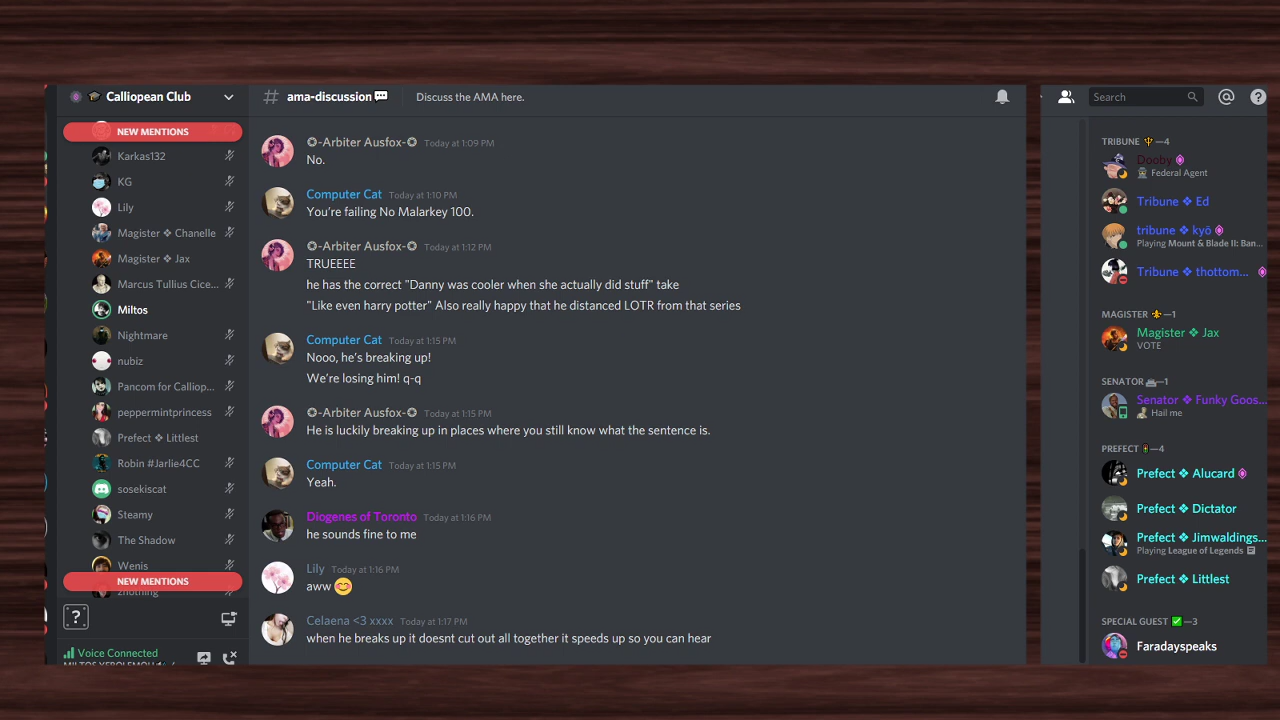 Calliopean Club
NEW MENTIONS
Karkas132
KG
Lily
Magister ❖ Chanelle
Magister ❖ Jax
Marcus Tullius Cice...
Miltos
Nightmare
nubiz
Pancom for Calliop...
peppermintprincess
Prefect ❖ Littlest
Robin #Jarlie4CC
sosekiscat
Steamy
The Shadow
Wenis
NEW MENTIONS
zhothing
?
Voice Connected
# ama-discussion 💬 Discuss the AMA here.
✪-Arbiter Ausfox-✪ Today at 1:09 PM
No.
Computer Cat Today at 1:10 PM
You're failing No Malarkey 100.
✪-Arbiter Ausfox-✪ Today at 1:12 PM
TRUEEEE
he has the correct "Danny was cooler when she actually did stuff" take
"Like even harry potter" Also really happy that he distanced LOTR from that series
Computer Cat Today at 1:15 PM
Nooo, he's breaking up!
We're losing him! q-q
✪-Arbiter Ausfox-✪ Today at 1:15 PM
He is luckily breaking up in places where you still know what the sentence is.
Computer Cat Today at 1:15 PM
Yeah.
Diogenes of Toronto Today at 1:16 PM
he sounds fine to me
Lily Today at 1:16 PM
aww 😊
Celaena <3 xxxx Today at 1:17 PM
when he breaks up it doesnt cut out all together it speeds up so you can hear
Search
TRIBUNE 🔱—4
Dooby
Federal Agent
Tribune ❖ Ed
tribune ❖ kyō
Playing Mount & Blade II: Ban...
Tribune ❖ thottom...
MAGISTER ⚜—1
Magister ❖ Jax
VOTE
SENATOR —1
Senator ❖ Funky Goos...
Hail me
PREFECT —4
Prefect ❖ Alucard
Prefect ❖ Dictator
Prefect ❖ Jimwaldings...
Playing League of Legends
Prefect ❖ Littlest
SPECIAL GUEST ✅—3
Faradayspeaks